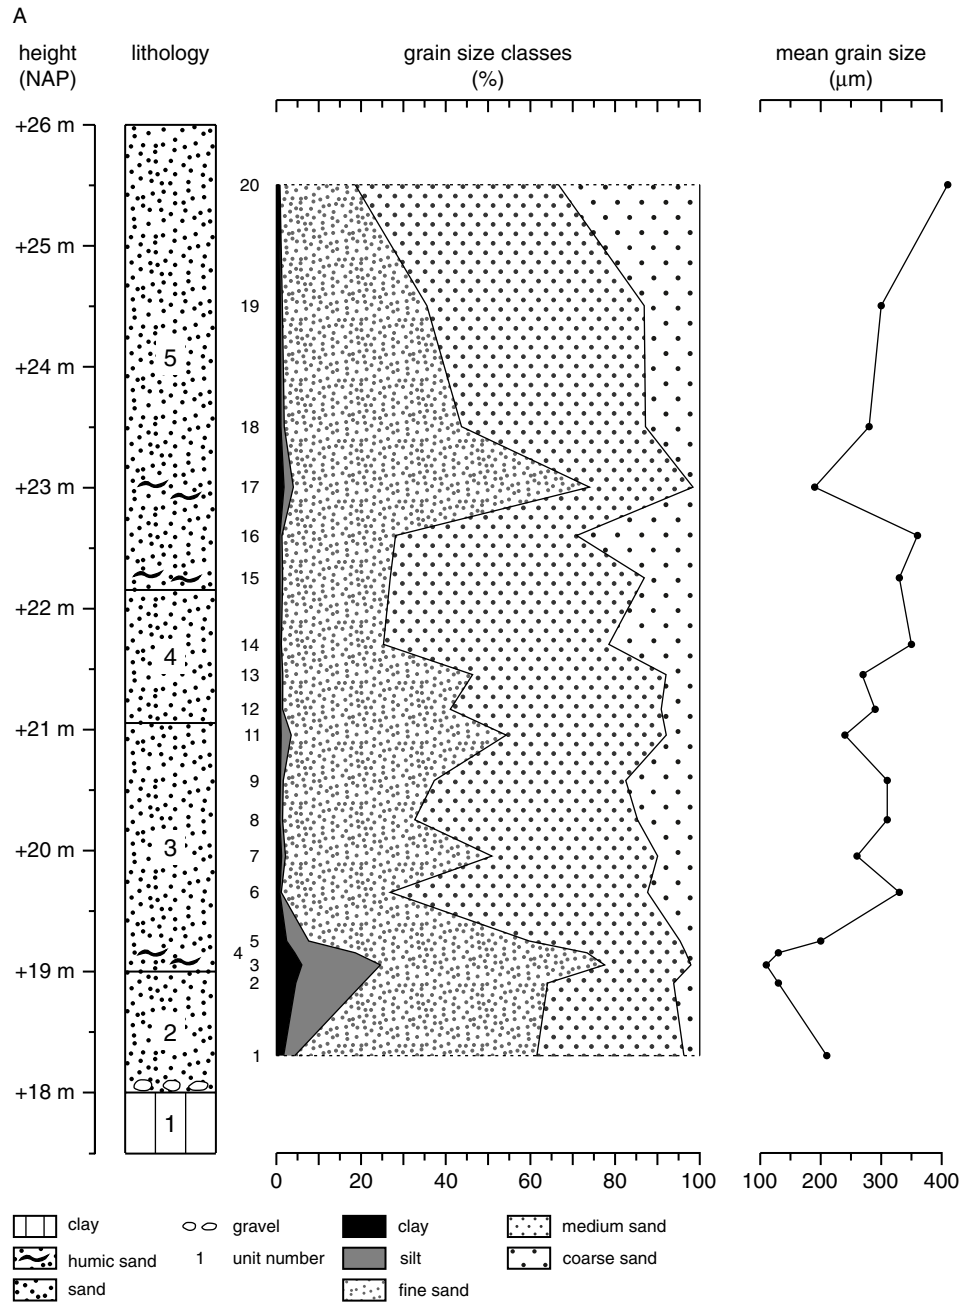 A
height
(NAP)
lithology
grain size classes
(%)
mean grain size
(μm)
+26 m
+25 m
+24 m
+23 m
+22 m
+21 m
+20 m
+19 m
+18 m
5
4
3
2
1
20
19
18
17
16
15
14
13
12
11
9
8
7
6
5
4
3
2
1
0 20 40 60 80 100
100 200 300 400
clay
humic sand
sand
gravel
1 unit number
clay
silt
fine sand
medium sand
coarse sand